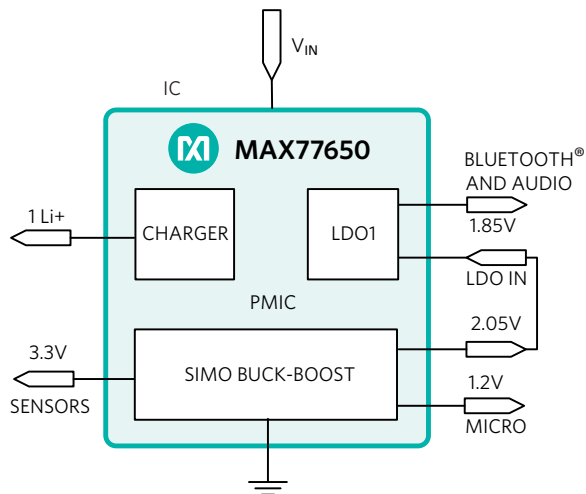 V_IN
IC
MAX77650
BLUETOOTH®
AND AUDIO
1.85V
1 Li+
CHARGER
LDO1
LDO IN
PMIC
2.05V
3.3V
SIMO BUCK-BOOST
1.2V
SENSORS
MICRO